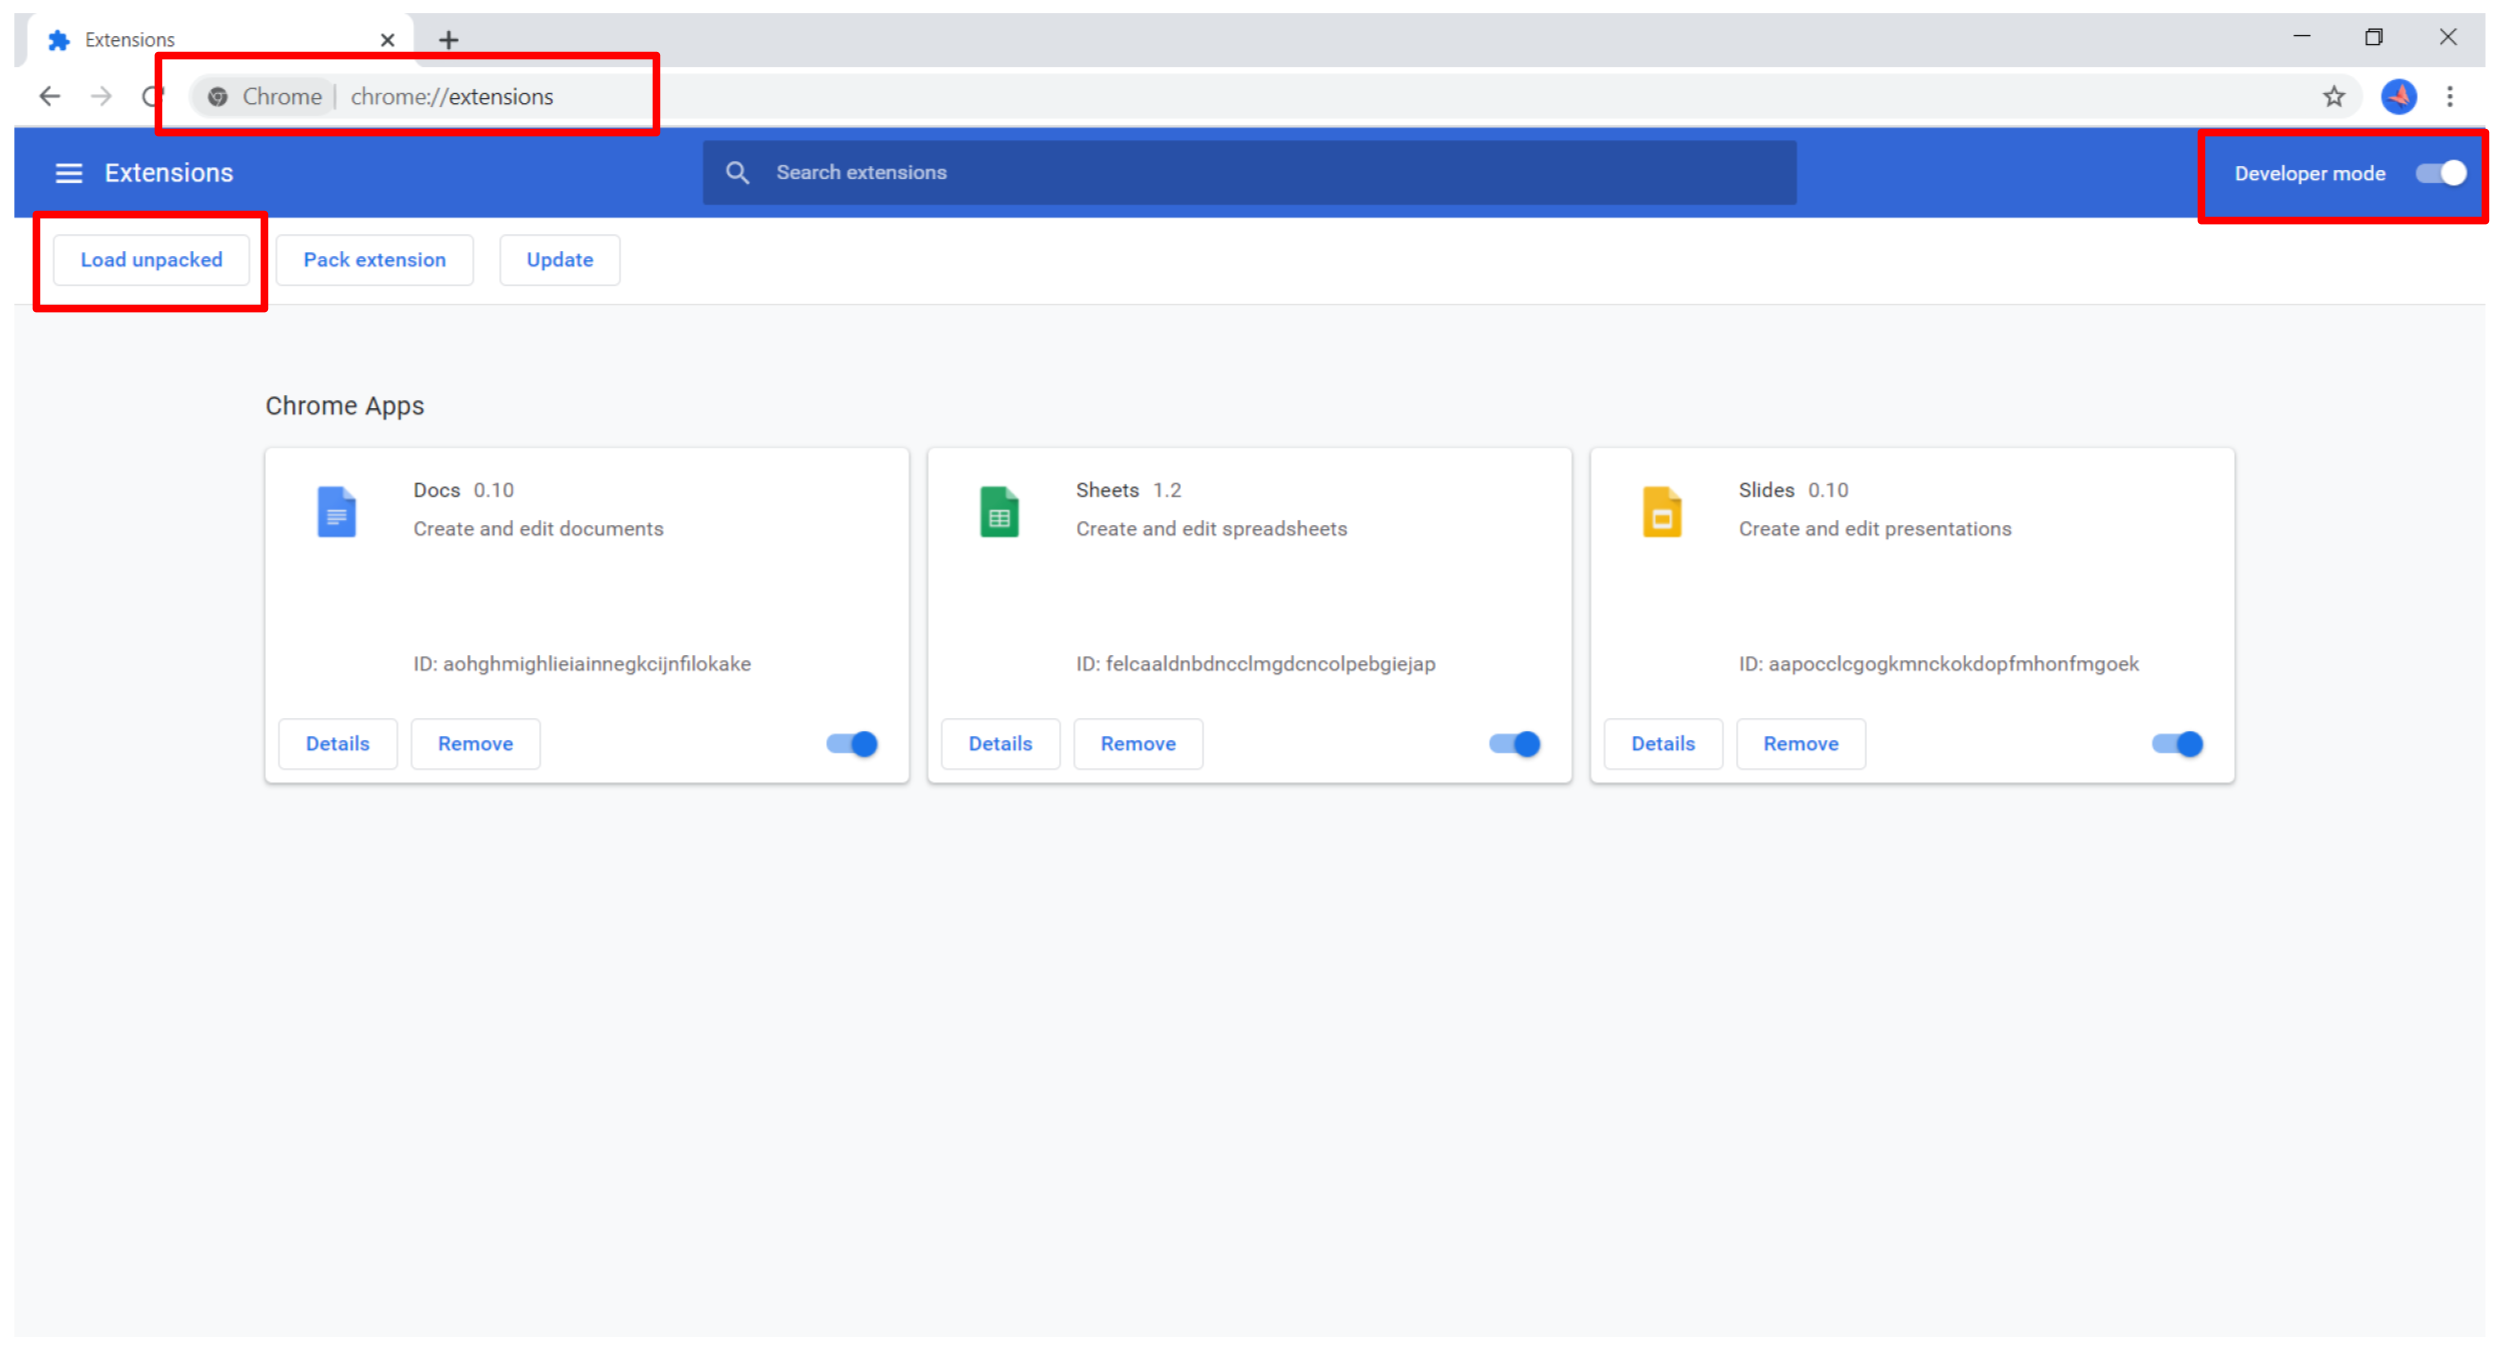 Extensions
Chrome chrome://extensions
Extensions Search extensions Developer mode
Load unpacked Pack extension Update
Chrome Apps
Docs 0.10
Create and edit documents
ID: aohghmighlieiainnegkcijnfilokake
Details Remove
Sheets 1.2
Create and edit spreadsheets
ID: felcaaldnbdncclmgdcncolpebgiejap
Details Remove
Slides 0.10
Create and edit presentations
ID: aapocclcgogkmnckokdopfmhonfmgoek
Details Remove